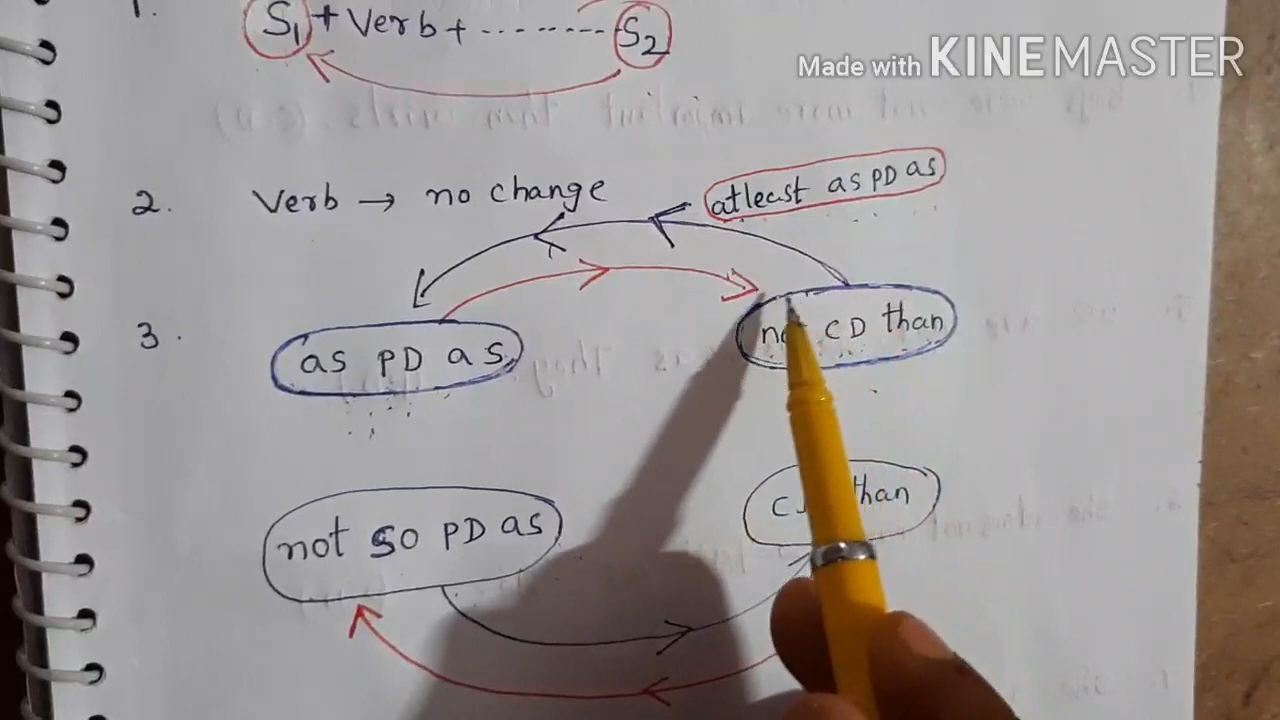 1. S1 + Verb + -------- S2
Made with KINEMASTER
2. Verb → no change
atleast as PD as
3. as PD as
CD than
not so PD as
than